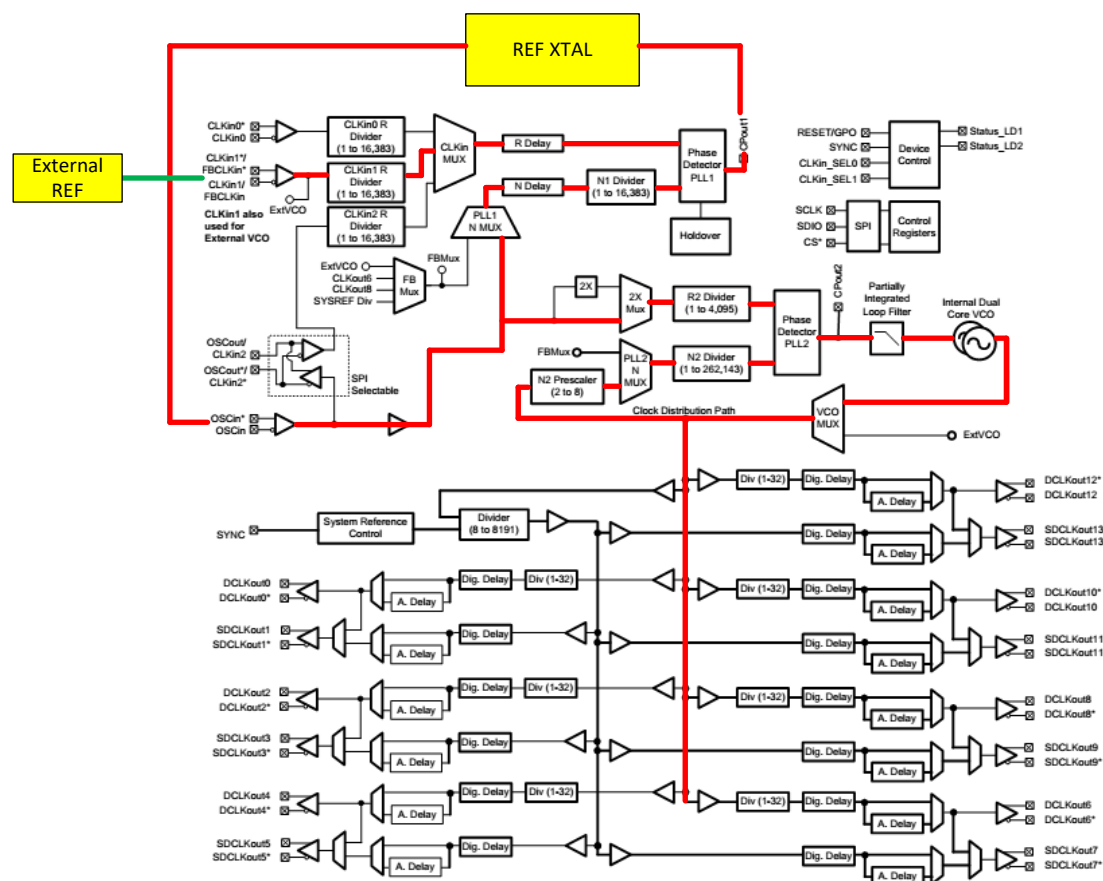 REF XTAL
External
REF
CLKin0*
CLKin0
CLKin1*/
FBCLKin*
CLKin1/
FBCLKin
CLKin1 also
used for
External VCO
ExtVCO
CLKin0 R
Divider
(1 to 16,383)
CLKin1 R
Divider
(1 to 16,383)
CLKin2 R
Divider
(1 to 16,383)
CLKin
MUX
R Delay
N Delay
N1 Divider
(1 to 16,383)
Phase
Detector
PLL1
CPout1
Holdover
PLL1
N MUX
RESET/GPO
SYNC
CLKin_SEL0
CLKin_SEL1
Device
Control
Status_LD1
Status_LD2
SCLK
SDIO
CS*
SPI
Control
Registers
ExtVCO
CLKout6
CLKout8
SYSREF Div
FB
Mux
FBMux
2X
2X
Mux
R2 Divider
(1 to 4,095)
Phase
Detector
PLL2
CPout2
Partially
Integrated
Loop Filter
Internal Dual
Core VCO
OSCout/
CLKin2
OSCout*/
CLKin2*
SPI
Selectable
FBMux
PLL2
N
MUX
N2 Divider
(1 to 262,143)
N2 Prescaler
(2 to 8)
OSCin*
OSCin
Clock Distribution Path
VCO
MUX
ExtVCO
SYNC
System Reference
Control
Divider
(8 to 8191)
Div (1-32)
Dig. Delay
A. Delay
DCLKout12*
DCLKout12
Dig. Delay
A. Delay
SDCLKout13
SDCLKout13
DCLKout0
DCLKout0*
A. Delay
Dig. Delay
Div (1-32)
Div (1-32)
Dig. Delay
A. Delay
DCLKout10*
DCLKout10
SDCLKout1
SDCLKout1*
A. Delay
Dig. Delay
Dig. Delay
A. Delay
SDCLKout11
SDCLKout11
DCLKout2
DCLKout2*
A. Delay
Dig. Delay
Div (1-32)
Div (1-32)
Dig. Delay
A. Delay
DCLKout8
DCLKout8*
SDCLKout3
SDCLKout3*
A. Delay
Dig. Delay
Dig. Delay
A. Delay
SDCLKout9
SDCLKout9*
DCLKout4
DCLKout4*
A. Delay
Dig. Delay
Div (1-32)
Div (1-32)
Dig. Delay
A. Delay
DCLKout6
DCLKout6*
SDCLKout5
SDCLKout5*
A. Delay
Dig. Delay
Dig. Delay
A. Delay
SDCLKout7
SDCLKout7*